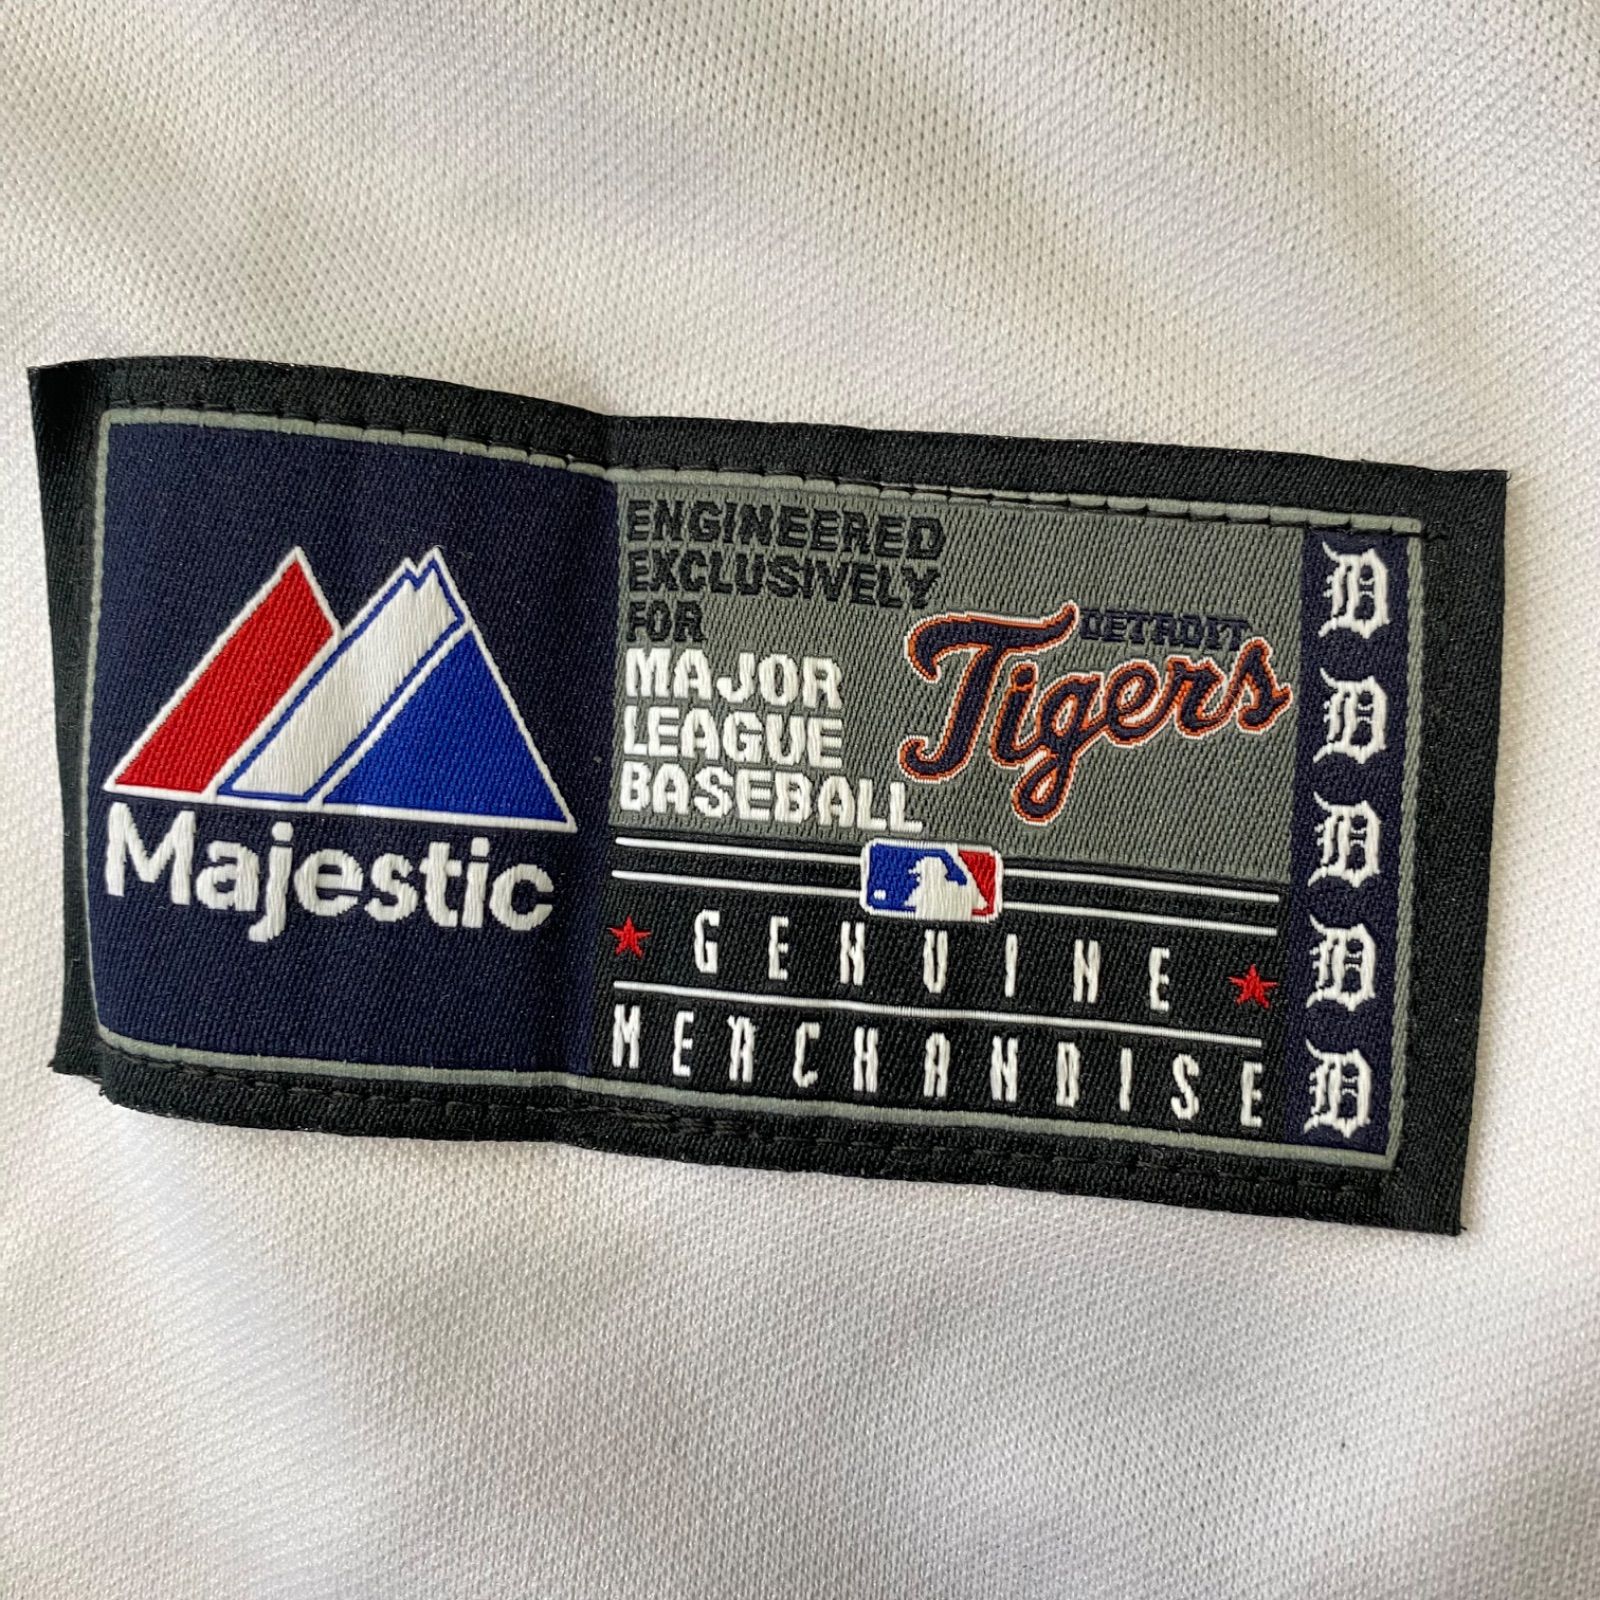 Majestic
ENGINEERED
EXCLUSIVELY
FOR
MAJOR
LEAGUE
BASEBALL
DETROIT
Tigers
GENUINE
MERCHANDISE
D
D
D
D
D